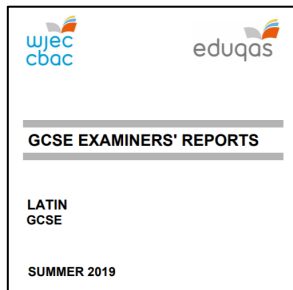 wjec
cbac
eduqas
GCSE EXAMINERS' REPORTS
LATIN
GCSE
SUMMER 2019